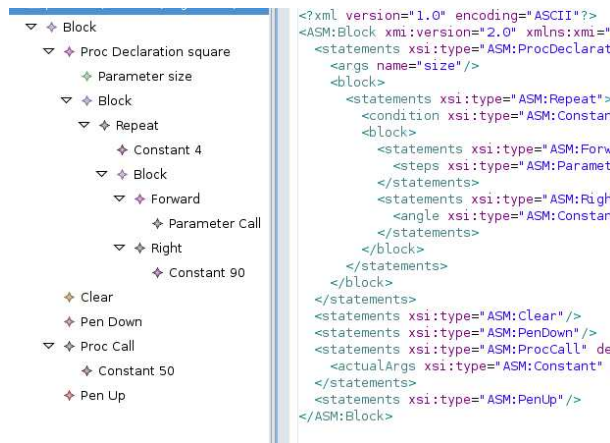 Block
Proc Declaration square
Parameter size
Block
Repeat
Constant 4
Block
Forward
Parameter Call
Right
Constant 90
Clear
Pen Down
Proc Call
Constant 50
Pen Up
<?xml version="1.0" encoding="ASCII"?>
<ASM:Block xmi:version="2.0" xmlns:xmi="
<statements xsi:type="ASM:ProcDeclarat
<args name="size"/>
<block>
<statements xsi:type="ASM:Repeat">
<condition xsi:type="ASM:Constan
<block>
<statements xsi:type="ASM:Forw
<steps xsi:type="ASM:Paramet
</statements>
<statements xsi:type="ASM:Righ
<angle xsi:type="ASM:Constan
</statements>
</block>
</statements>
</block>
</statements>
<statements xsi:type="ASM:Clear"/>
<statements xsi:type="ASM:PenDown"/>
<statements xsi:type="ASM:ProcCall" de
<actualArgs xsi:type="ASM:Constant"
</statements>
<statements xsi:type="ASM:PenUp"/>
</ASM:Block>